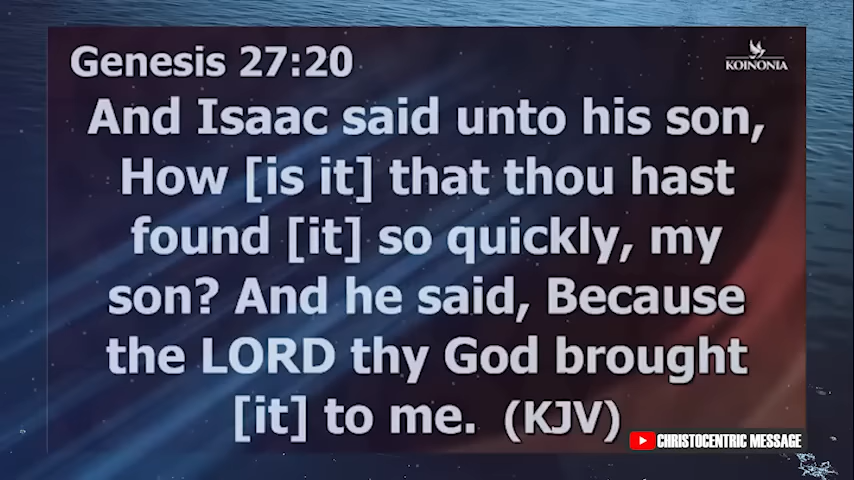 Genesis 27:20
KOINONIA
And Isaac said unto his son,
How [is it] that thou hast
found [it] so quickly, my
son? And he said, Because
the LORD thy God brought
[it] to me. (KJV)
CHRISTOCENTRIC MESSAGE